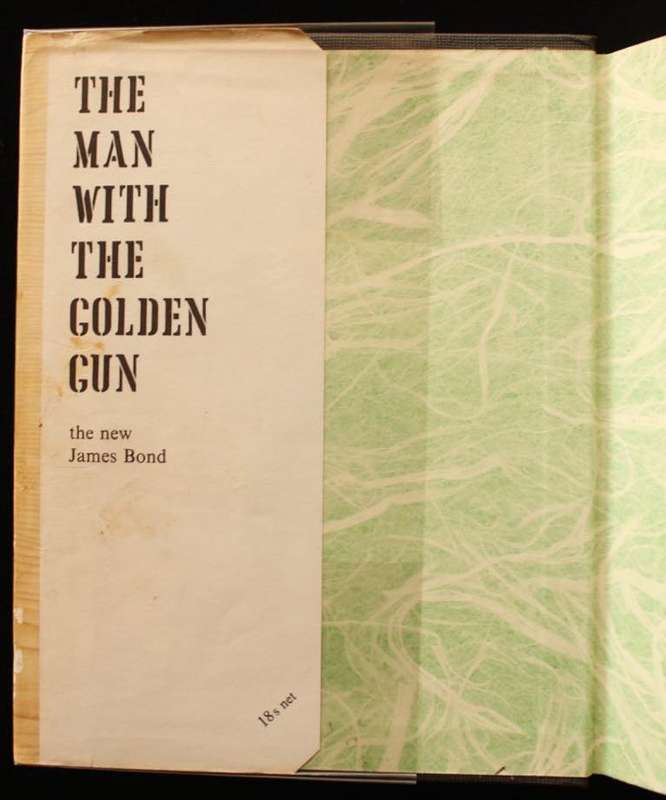 THE
MAN
WITH
THE
GOLDEN
GUN
the new
James Bond
18s net